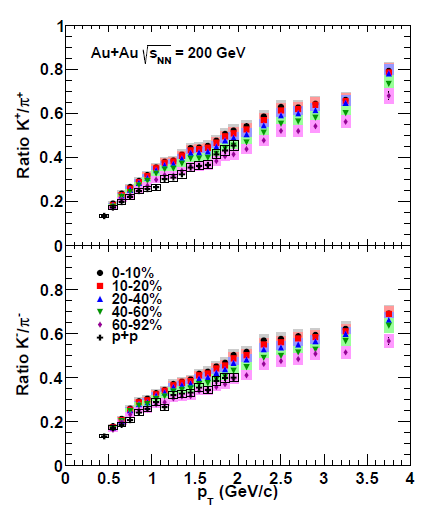 Au+Au √sNN = 200 GeV
Ratio K+/π+
1
0.8
0.6
0.4
0.2
0
0-10%
10-20%
20-40%
40-60%
60-92%
p+p
Ratio K-/π-
0.8
0.6
0.4
0.2
0
0 0.5 1 1.5 2 2.5 3 3.5 4
pT (GeV/c)